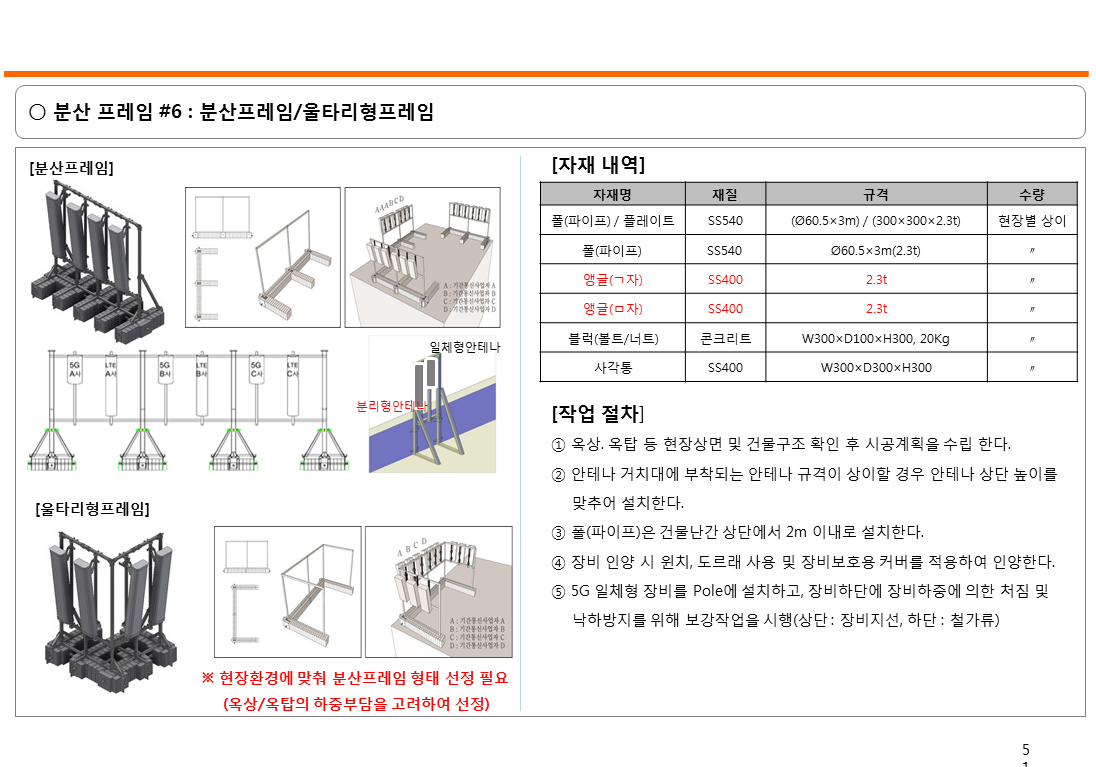 ○ 분산 프레임 #6 : 분산프레임/울타리형프레임
[분산프레임]
A A A B C D
A : 기간통신사업자 A
B : 기간통신사업자 B
C : 기간통신사업자 C
D : 기간통신사업자 D
5G A사
LTE A사
5G B사
LTE B사
5G C사
LTE C사
일체형안테나
분리형안테나
[울타리형프레임]
A B C D
A : 기간통신사업자 A
B : 기간통신사업자 B
C : 기간통신사업자 C
D : 기간통신사업자 D
※ 현장환경에 맞춰 분산프레임 형태 선정 필요
(옥상/옥탑의 하중부담을 고려하여 선정)
[자재 내역]
자재명 재질 규격 수량
폴(파이프) / 플레이트 SS540 (Ø60.5×3m) / (300×300×2.3t) 현장별 상이
폴(파이프) SS540 Ø60.5×3m(2.3t) 〃
앵글(ㄱ자) SS400 2.3t 〃
앵글(ㅁ자) SS400 2.3t 〃
블럭(볼트/너트) 콘크리트 W300×D100×H300, 20Kg 〃
사각통 SS400 W300×D300×H300 〃
[작업 절차]
① 옥상. 옥탑 등 현장상면 및 건물구조 확인 후 시공계획을 수립 한다.
② 안테나 거치대에 부착되는 안테나 규격이 상이할 경우 안테나 상단 높이를
맞추어 설치한다.
③ 폴(파이프)은 건물난간 상단에서 2m 이내로 설치한다.
④ 장비 인양 시 윈치, 도르래 사용 및 장비보호용 커버를 적용하여 인양한다.
⑤ 5G 일체형 장비를 Pole에 설치하고, 장비하단에 장비하중에 의한 처짐 및
낙하방지를 위해 보강작업을 시행(상단 : 장비지선, 하단 : 철가류)
5
1